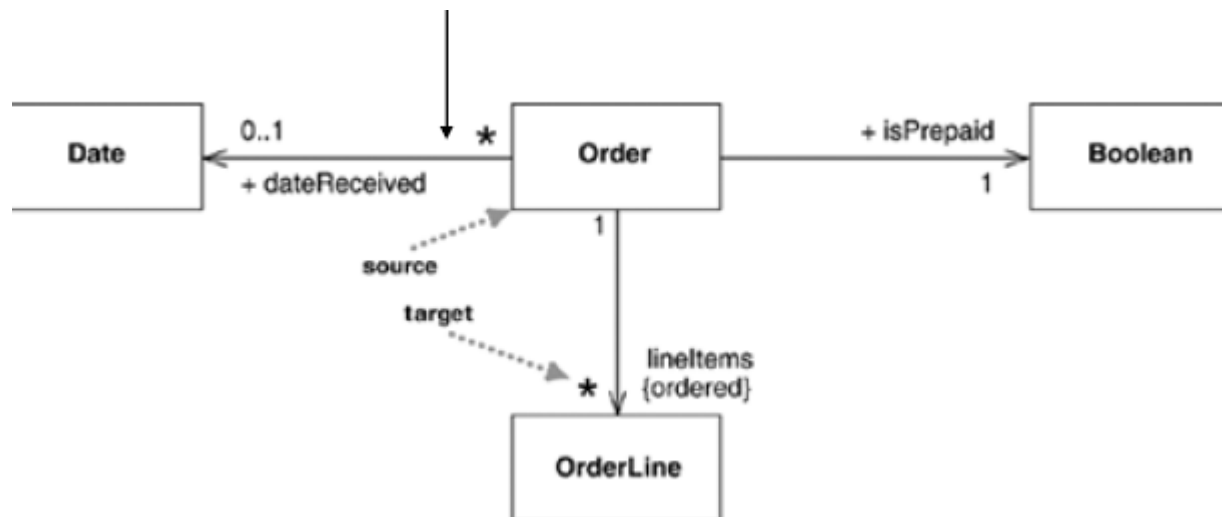 0..1
*
+ isPrepaid
Date
Order
Boolean
+ dateReceived
1
1
source
target
lineItems
*
{ordered}
OrderLine